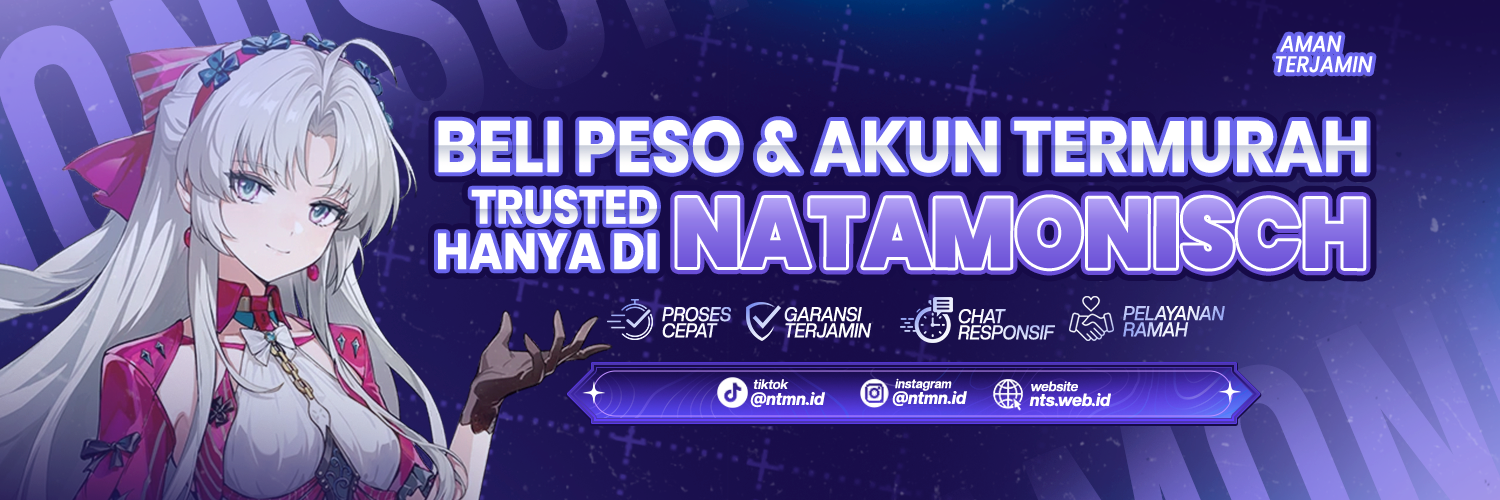 AMAN
TERJAMIN
BELI PESO & AKUN TERMURAH
TRUSTED
HANYA DI
NATAMONISCH
PROSES
CEPAT
GARANSI
TERJAMIN
CHAT
RESPONSIF
PELAYANAN
RAMAH
tiktok
@ntmn.id
instagram
@ntmn.id
website
nts.web.id